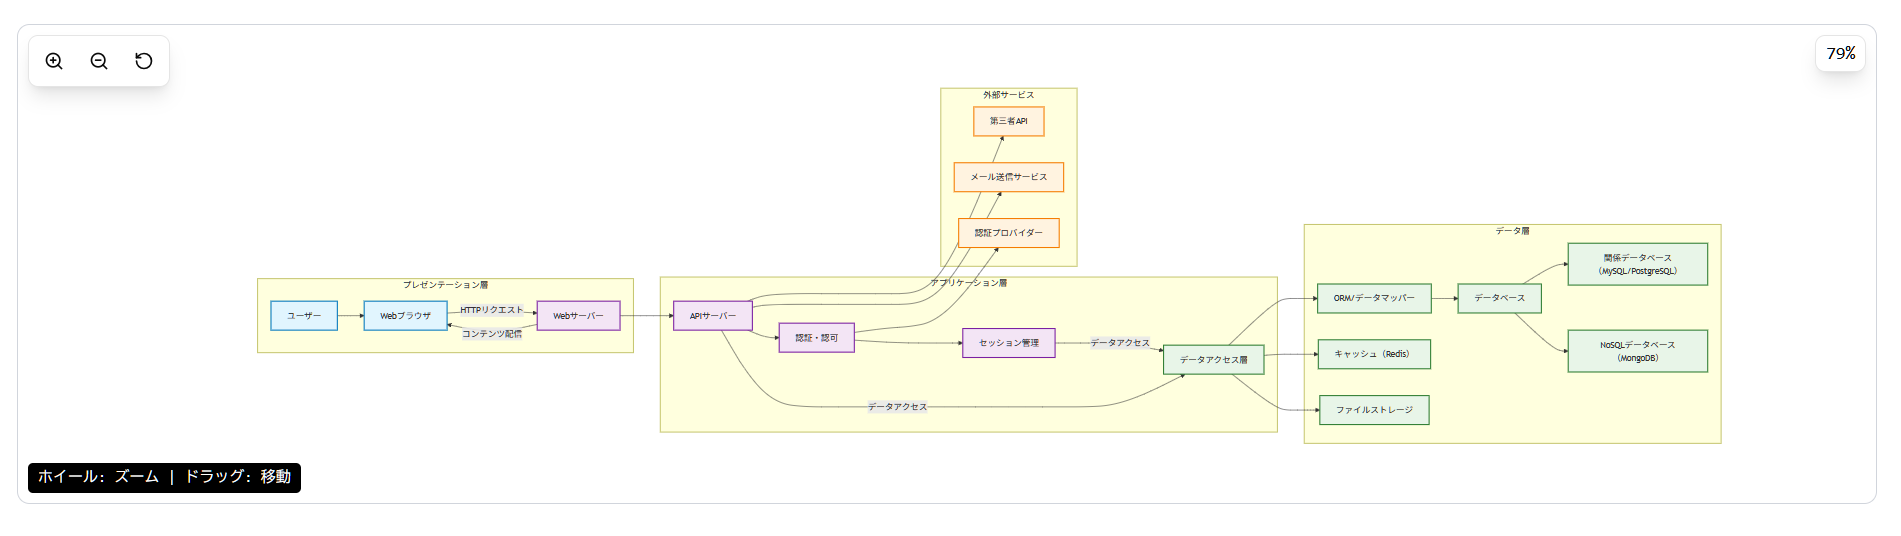 79%
外部サービス
第三者API
メール送信サービス
認証プロバイダー
プレゼンテーション層
ユーザー
Webブラウザ
HTTPリクエスト
コンテンツ配信
Webサーバー
アプリケーション層
APIサーバー
認証・認可
セッション管理
データアクセス
データアクセス層
データアクセス
データ層
ORM/データマッパー
データベース
関係データベース
（MySQL/PostgreSQL）
キャッシュ（Redis）
NoSQLデータベース
（MongoDB）
ファイルストレージ
ホイール: ズーム | ドラッグ: 移動